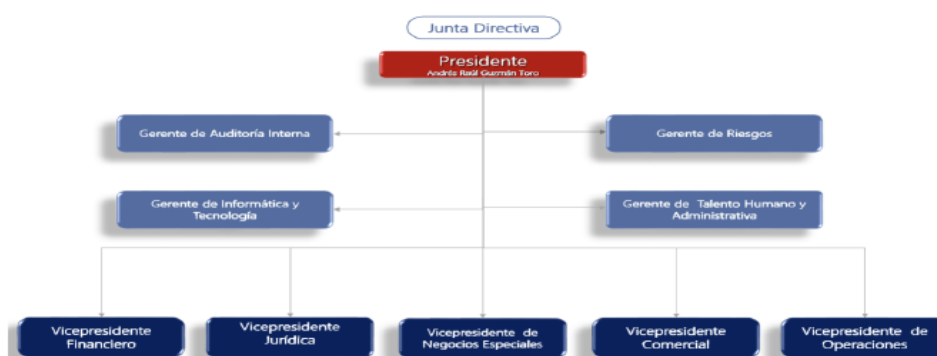 Junta Directiva
Presidente
Andrés Raúl Guzmán Toro
Gerente de Auditoría Interna
Gerente de Riesgos
Gerente de Informática y
Tecnología
Gerente de Talento Humano y
Administrativa
Vicepresidente
Financiero
Vicepresidente
Jurídica
Vicepresidente de
Negocios Especiales
Vicepresidente
Comercial
Vicepresidente de
Operaciones